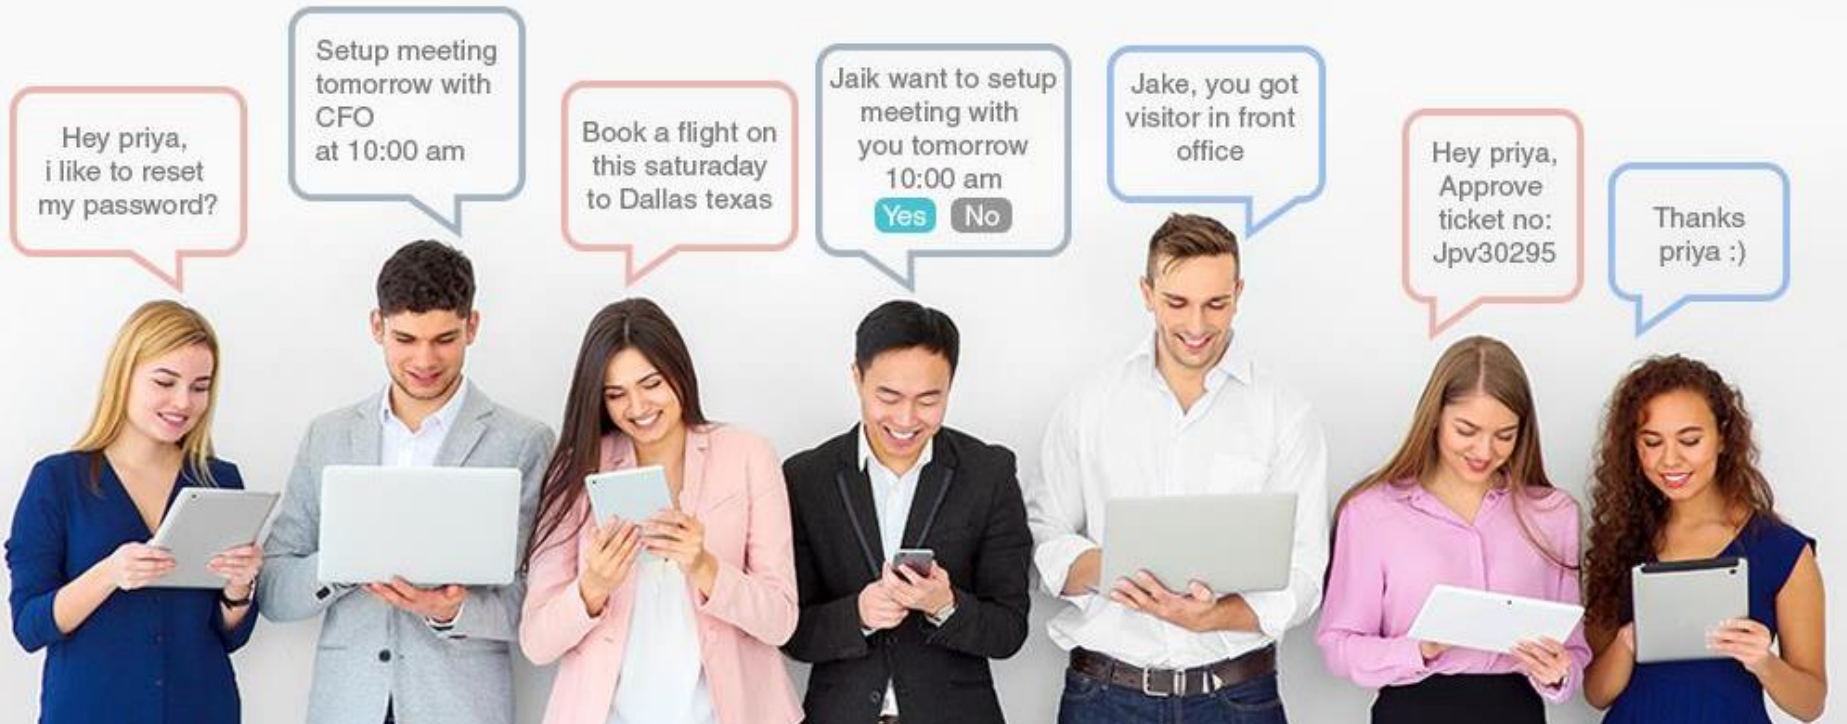 Hey priya,
i like to reset
my password?
Setup meeting
tomorrow with
CFO
at 10:00 am
Book a flight on
this saturaday
to Dallas texas
Jaik want to setup
meeting with
you tomorrow
10:00 am
Yes No
Jake, you got
visitor in front
office
Hey priya,
Approve
ticket no:
Jpv30295
Thanks
priya :)